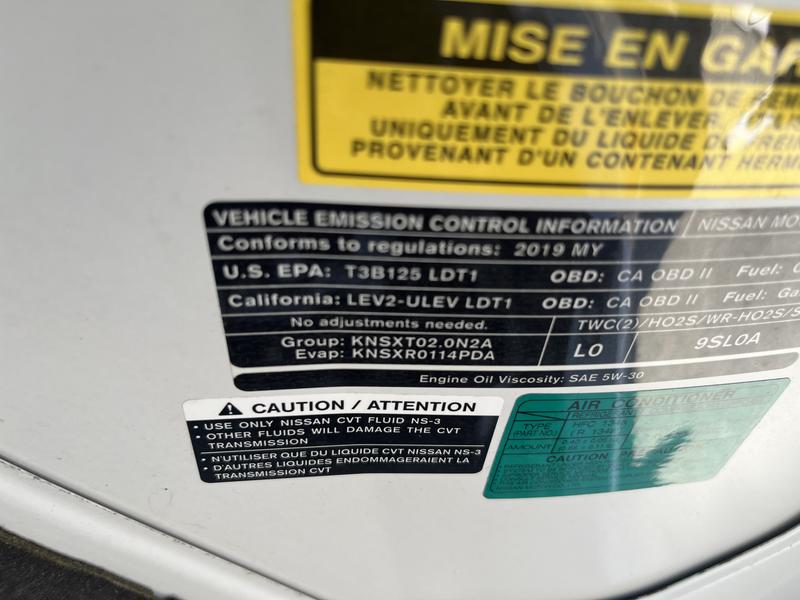 MISE EN
NETTOYER LE BOUCHON DE
AVANT DE L'ENLEVER.
UNIQUEMENT DU LIQUIDE DE
PROVENANT D'UN CONTENANT
VEHICLE EMISSION CONTROL INFORMATION NISSAN
Conforms to regulations: 2019 MY
U.S. EPA: T3B125 LDT1 OBD: CA OBD II Fuel:
California: LEV2-ULEV LDT1 OBD: CA OBD II Fuel:
No adjustments needed. TWC(2)/HO2S/WR-HO2S/
Group: KNSXT02.0N2A
Evap: KNSXR0114PDA LO 9SL0A
Engine Oil Viscosity: SAE 5W-30
CAUTION / ATTENTION
• USE ONLY NISSAN CVT FLUID NS-3
• OTHER FLUIDS WILL DAMAGE THE CVT
TRANSMISSION
• N'UTILISER QUE DU LIQUIDE CVT NISSAN NS-3
• D'AUTRES LIQUIDES ENDOMMAGERAIENT LA
TRANSMISSION CVT
AIR CONDITIONER
REFRIGERANT
TYPE
(PART NO.)
AMOUNT
CAUTION